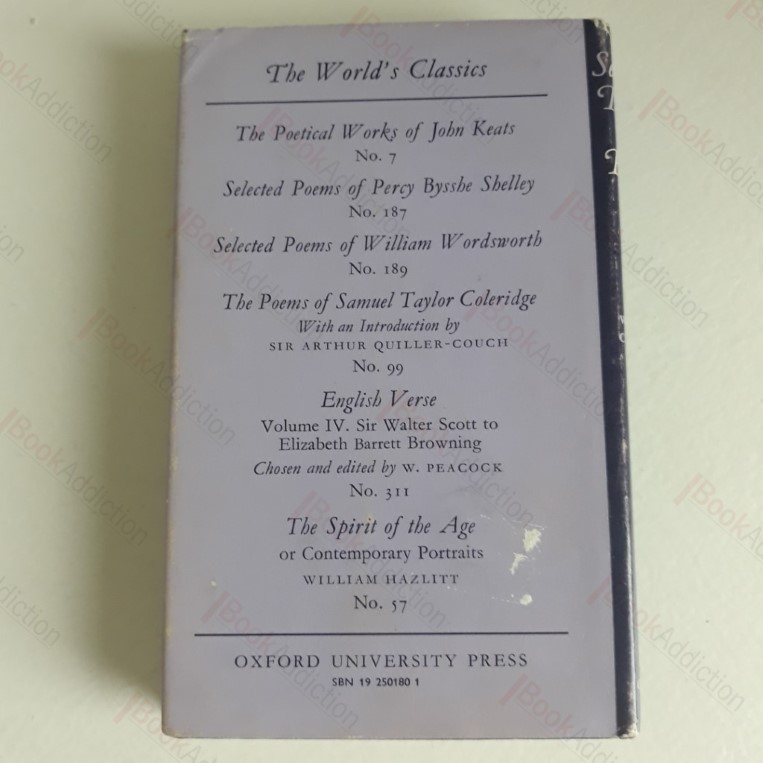 The World's Classics
The Poetical Works of John Keats
No. 7
Selected Poems of Percy Bysshe Shelley
No. 187
Selected Poems of William Wordsworth
No. 189
The Poems of Samuel Taylor Coleridge
With an Introduction by
SIR ARTHUR QUILLER-COUCH
No. 99
English Verse
Volume IV. Sir Walter Scott to
Elizabeth Barrett Browning
Chosen and edited by W. PEACOCK
No. 311
The Spirit of the Age
or Contemporary Portraits
WILLIAM HAZLITT
No. 57
OXFORD UNIVERSITY PRESS
SBN 19 250180 1
BookAddiction